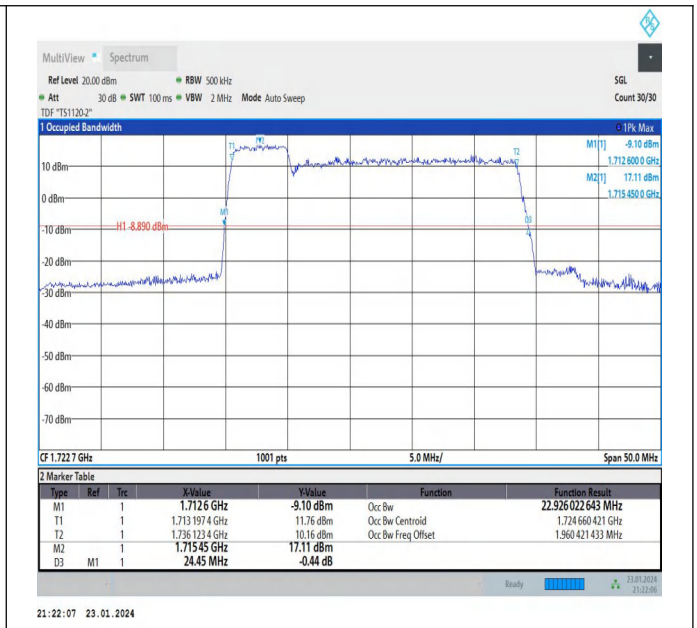 MultiView Spectrum
Ref Level 20.00 dBm RBW 500 kHz SGL
Att 30 dB SWT 100 ms VBW 2 MHz Mode Auto Sweep Count 30/30
TDF "TS1120-2"
1 Occupied Bandwidth 1Pk Max
M1[1] -9.10 dBm
1.712 600 0 GHz
M2[1] 17.11 dBm
1.715 450 0 GHz
T1 M2 T2
10 dBm
0 dBm
M1
D3
H1 -8.890 dBm
-10 dBm
-20 dBm
-30 dBm
-40 dBm
-50 dBm
-60 dBm
-70 dBm
CF 1.722 7 GHz 1001 pts 5.0 MHz/ Span 50.0 MHz
2 Marker Table
Type Ref Trc X-Value Y-Value Function Function Result
M1 1 1.712 6 GHz -9.10 dBm Occ Bw 22.926 022 643 MHz
T1 1 1.713 197 4 GHz 11.76 dBm Occ Bw Centroid 1.724 660 421 GHz
T2 1 1.736 123 4 GHz 10.16 dBm Occ Bw Freq Offset 1.960 421 433 MHz
M2 1 1.715 45 GHz 17.11 dBm
D3 M1 1 24.45 MHz -0.44 dB
Ready 23.01.2024
21:22:06
21:22:07 23.01.2024